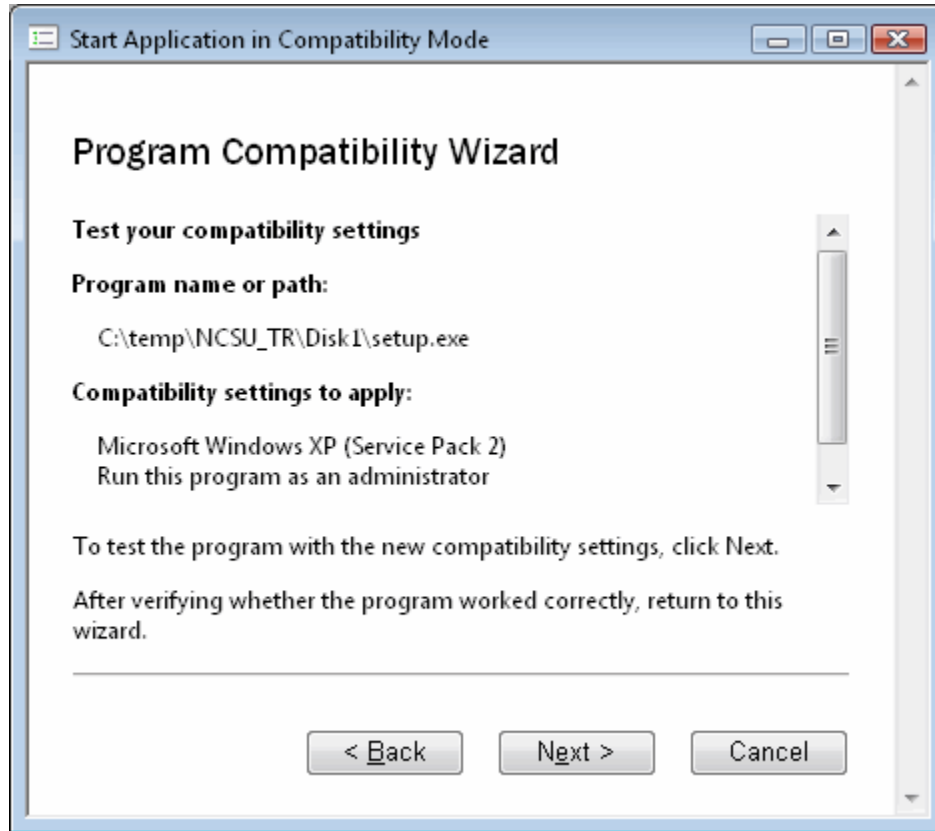 Start Application in Compatibility Mode
Program Compatibility Wizard
Test your compatibility settings
Program name or path:
C:\temp\NCSU_TR\Disk1\setup.exe
Compatibility settings to apply:
Microsoft Windows XP (Service Pack 2)
Run this program as an administrator
To test the program with the new compatibility settings, click Next.
After verifying whether the program worked correctly, return to this
wizard.
< Back
Next >
Cancel